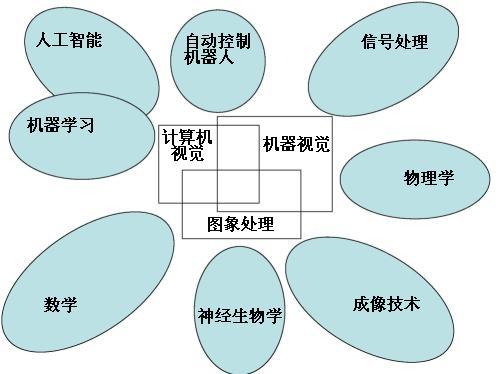 人工智能
自动控制
机器人
信号处理
机器学习
计算机
视觉
机器视觉
物理学
图象处理
数学
神经生物学
成像技术